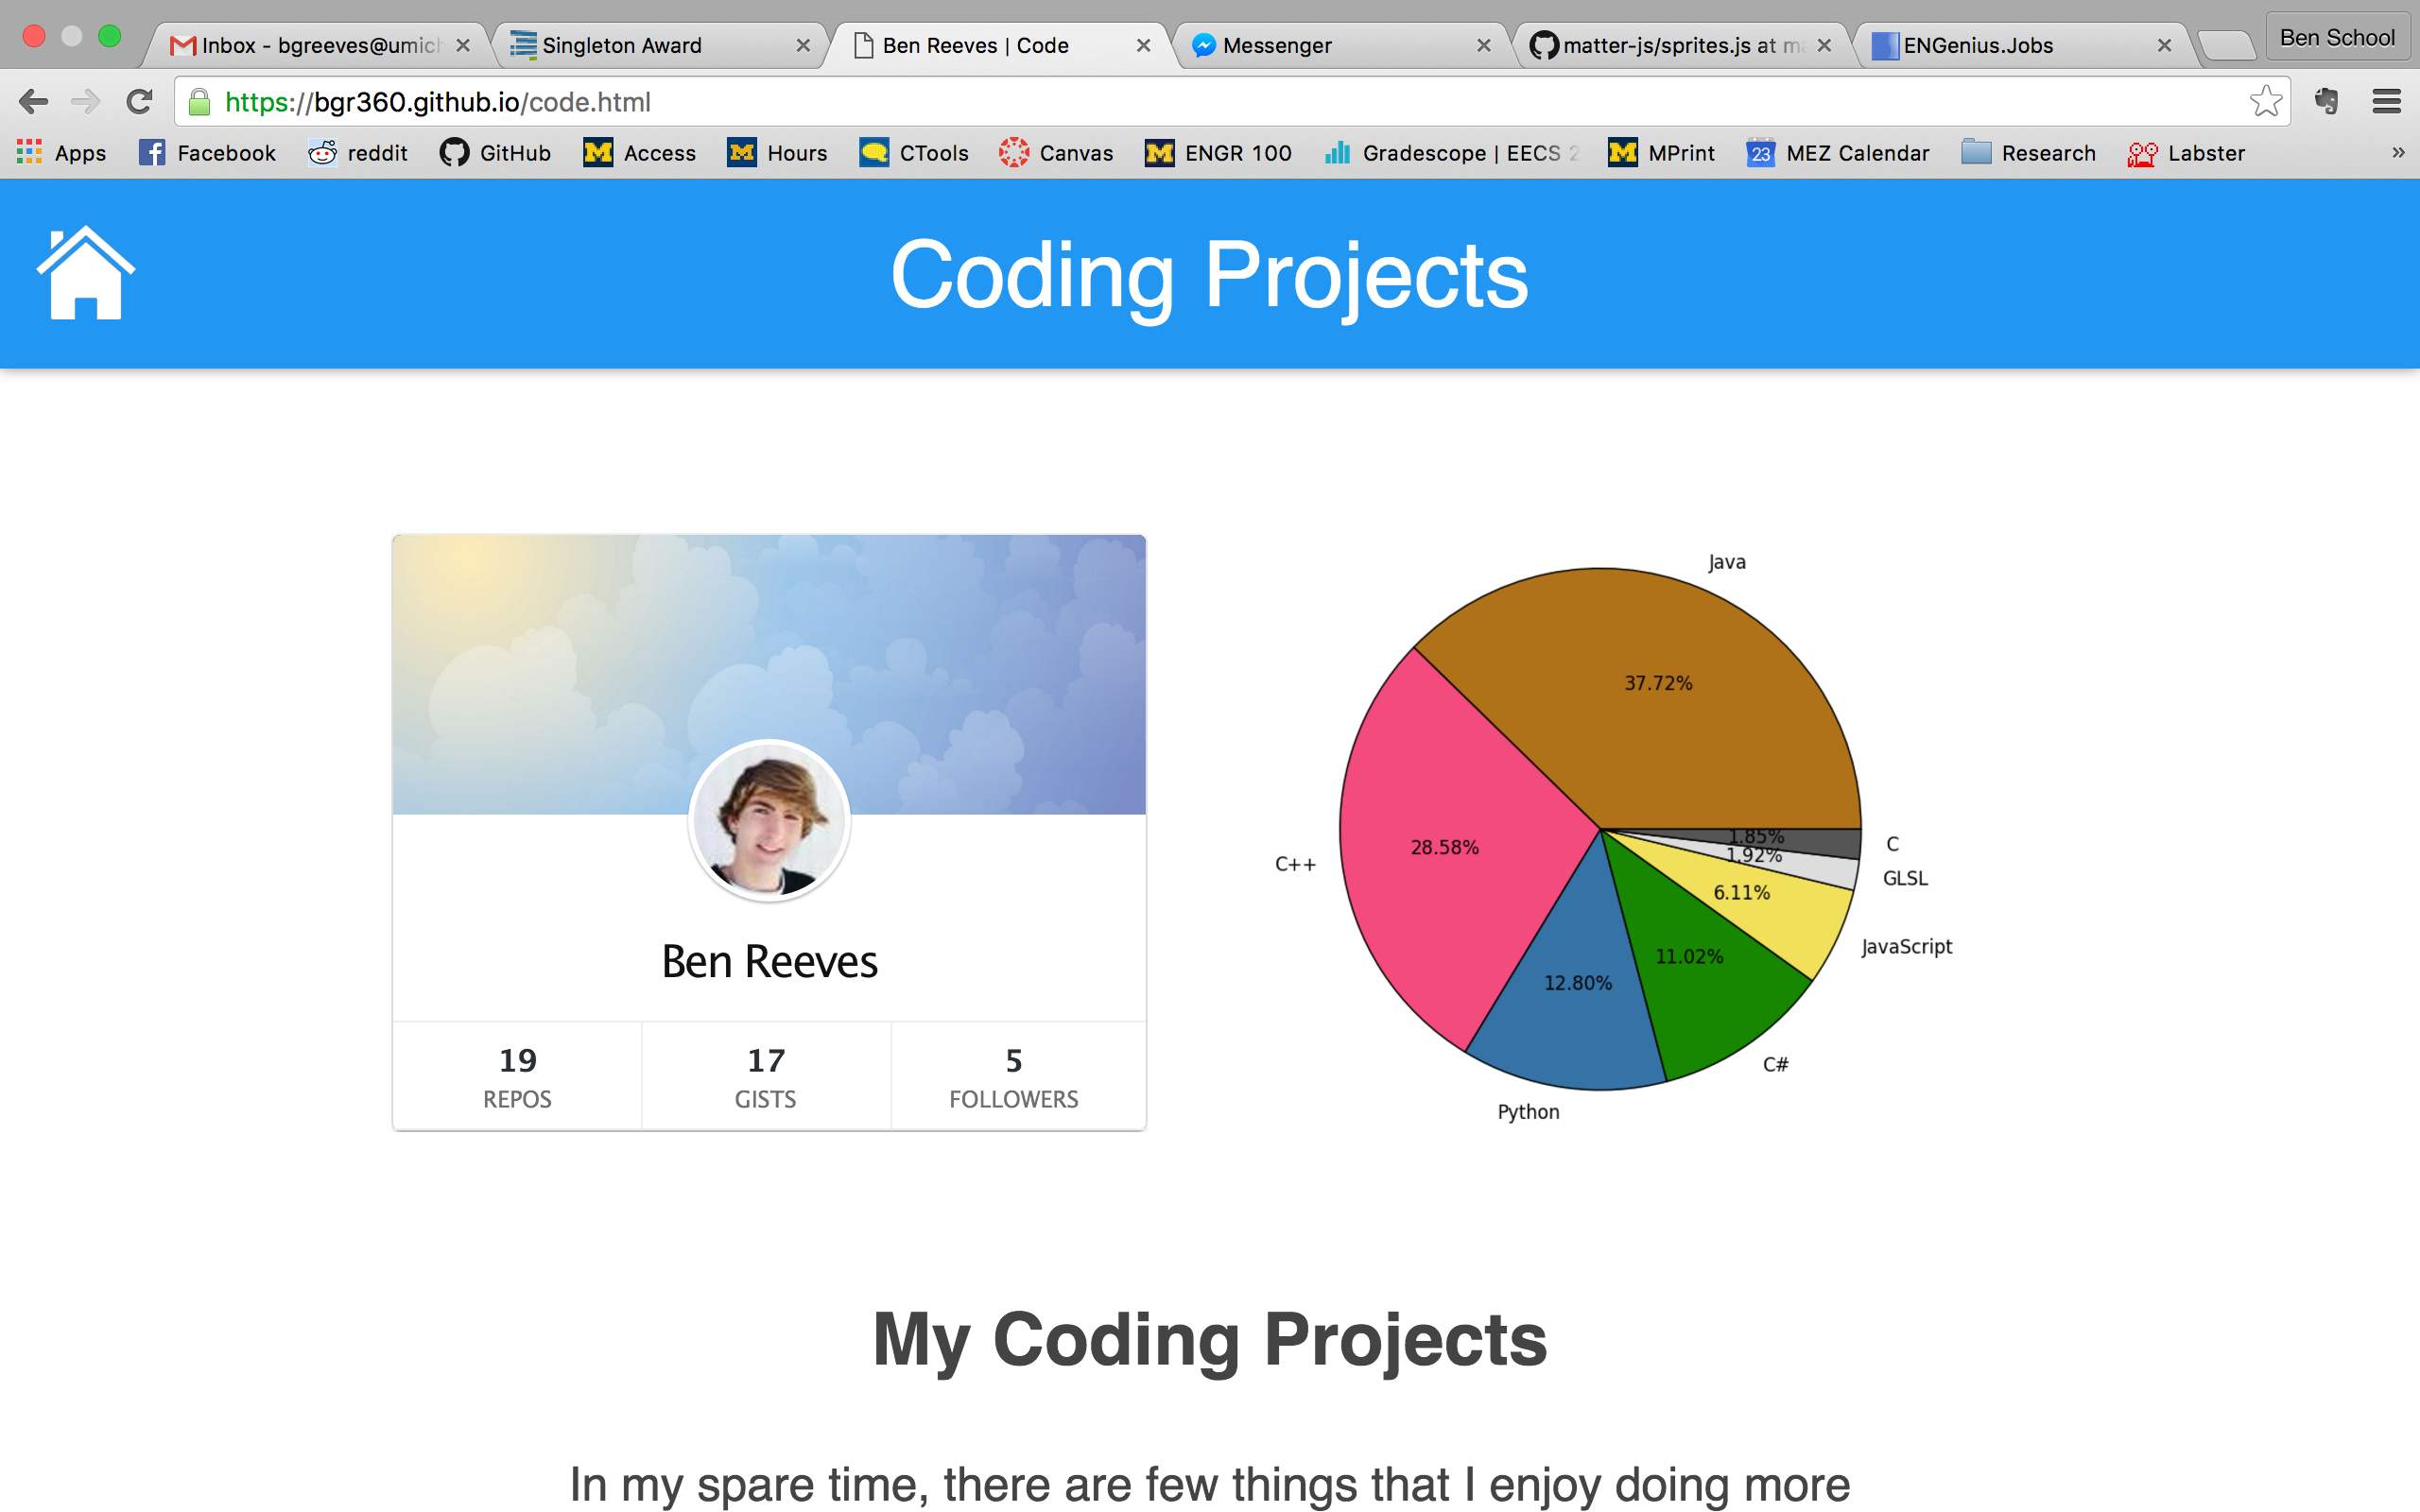 Inbox - bgreeves@umich
Singleton Award
Ben Reeves | Code
Messenger
matter-js/sprites.js at ma
ENGenius.Jobs
Ben School
https://bgr360.github.io/code.html
Apps
Facebook
reddit
GitHub
Access
Hours
CTools
Canvas
ENGR 100
Gradescope | EECS 2
MPrint
23
MEZ Calendar
Research
Labster
»
Coding Projects
Ben Reeves
19
REPOS
17
GISTS
5
FOLLOWERS
Java
37.72%
C++
28.58%
1.85%
C
1.92%
GLSL
6.11%
JavaScript
11.02%
C#
12.80%
Python
My Coding Projects
In my spare time, there are few things that I enjoy doing more